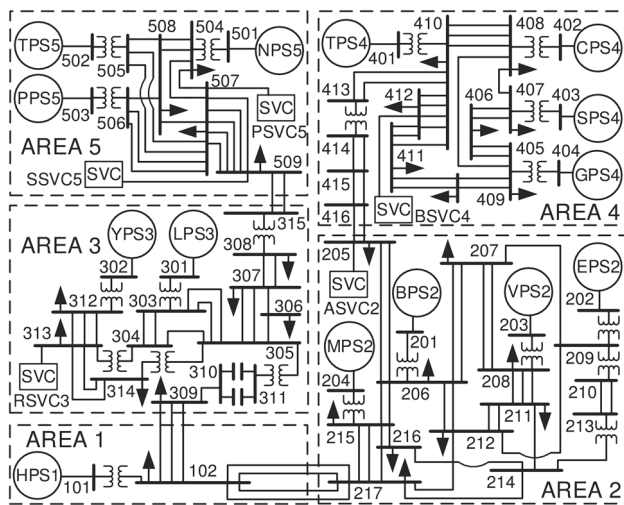 508
504
501
TPS5
NPS5
502
505
507
PPS5
SVC
503
506
PSVC5
AREA 5
SVC
SSVC5
509
410
408
402
TPS4
CPS4
401
413
412
407
403
406
SPS4
414
405
404
411
415
GPS4
SVC
BSVC4
409
416
AREA 4
YPS3
LPS3
315
AREA 3
308
302
301
307
312
303
306
313
304
305
SVC
310
RSVC3
314
311
309
205
207
SVC
EPS2
ASVC2
BPS2
VPS2
202
MPS2
201
203
209
204
208
210
206
211
213
215
212
216
214
217
AREA 2
AREA 1
HPS1
102
101